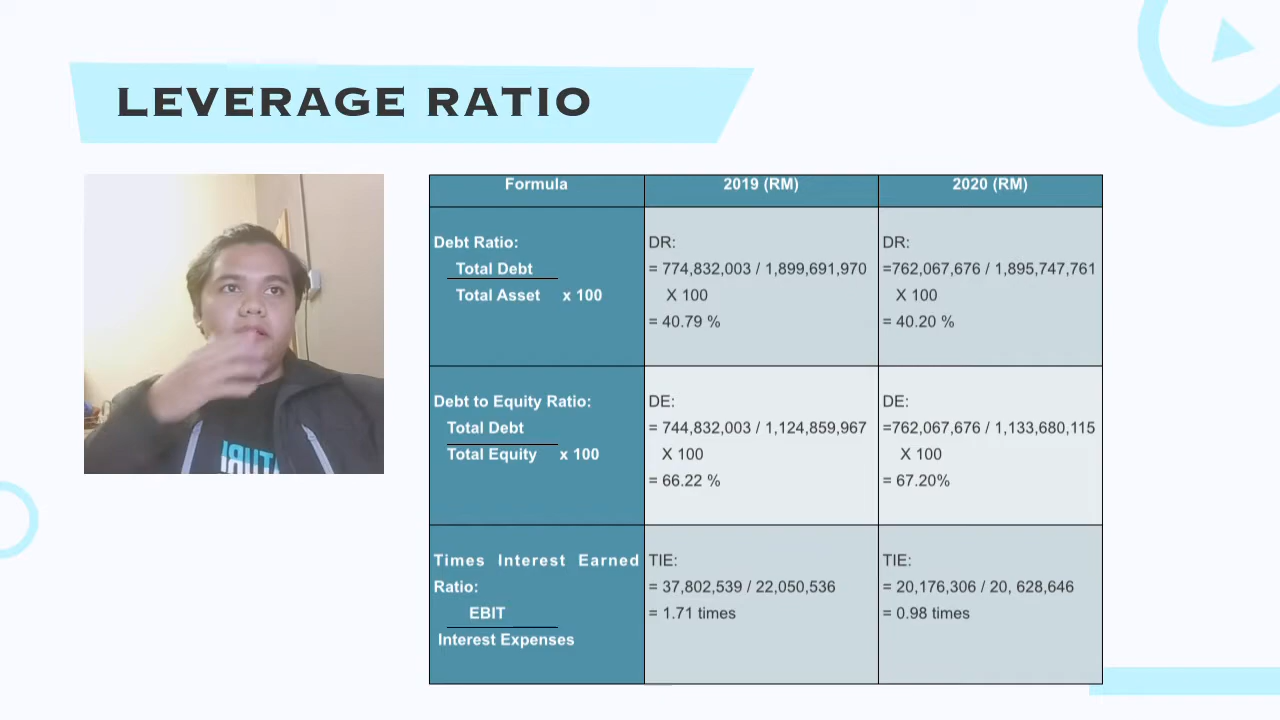 LEVERAGE RATIO
Formula
2019 (RM)
2020 (RM)
Debt Ratio:
Total Debt
Total Asset x 100
DR:
= 774,832,003 / 1,899,691,970
X 100
= 40.79 %
DR:
=762,067,676 / 1,895,747,761
X 100
= 40.20 %
Debt to Equity Ratio:
Total Debt
Total Equity x 100
DE:
= 744,832,003 / 1,124,859,967
X 100
= 66.22 %
DE:
=762,067,676 / 1,133,680,115
X 100
= 67.20%
Times Interest Earned
Ratio:
EBIT
Interest Expenses
TIE:
= 37,802,539 / 22,050,536
= 1.71 times
TIE:
= 20,176,306 / 20, 628,646
= 0.98 times